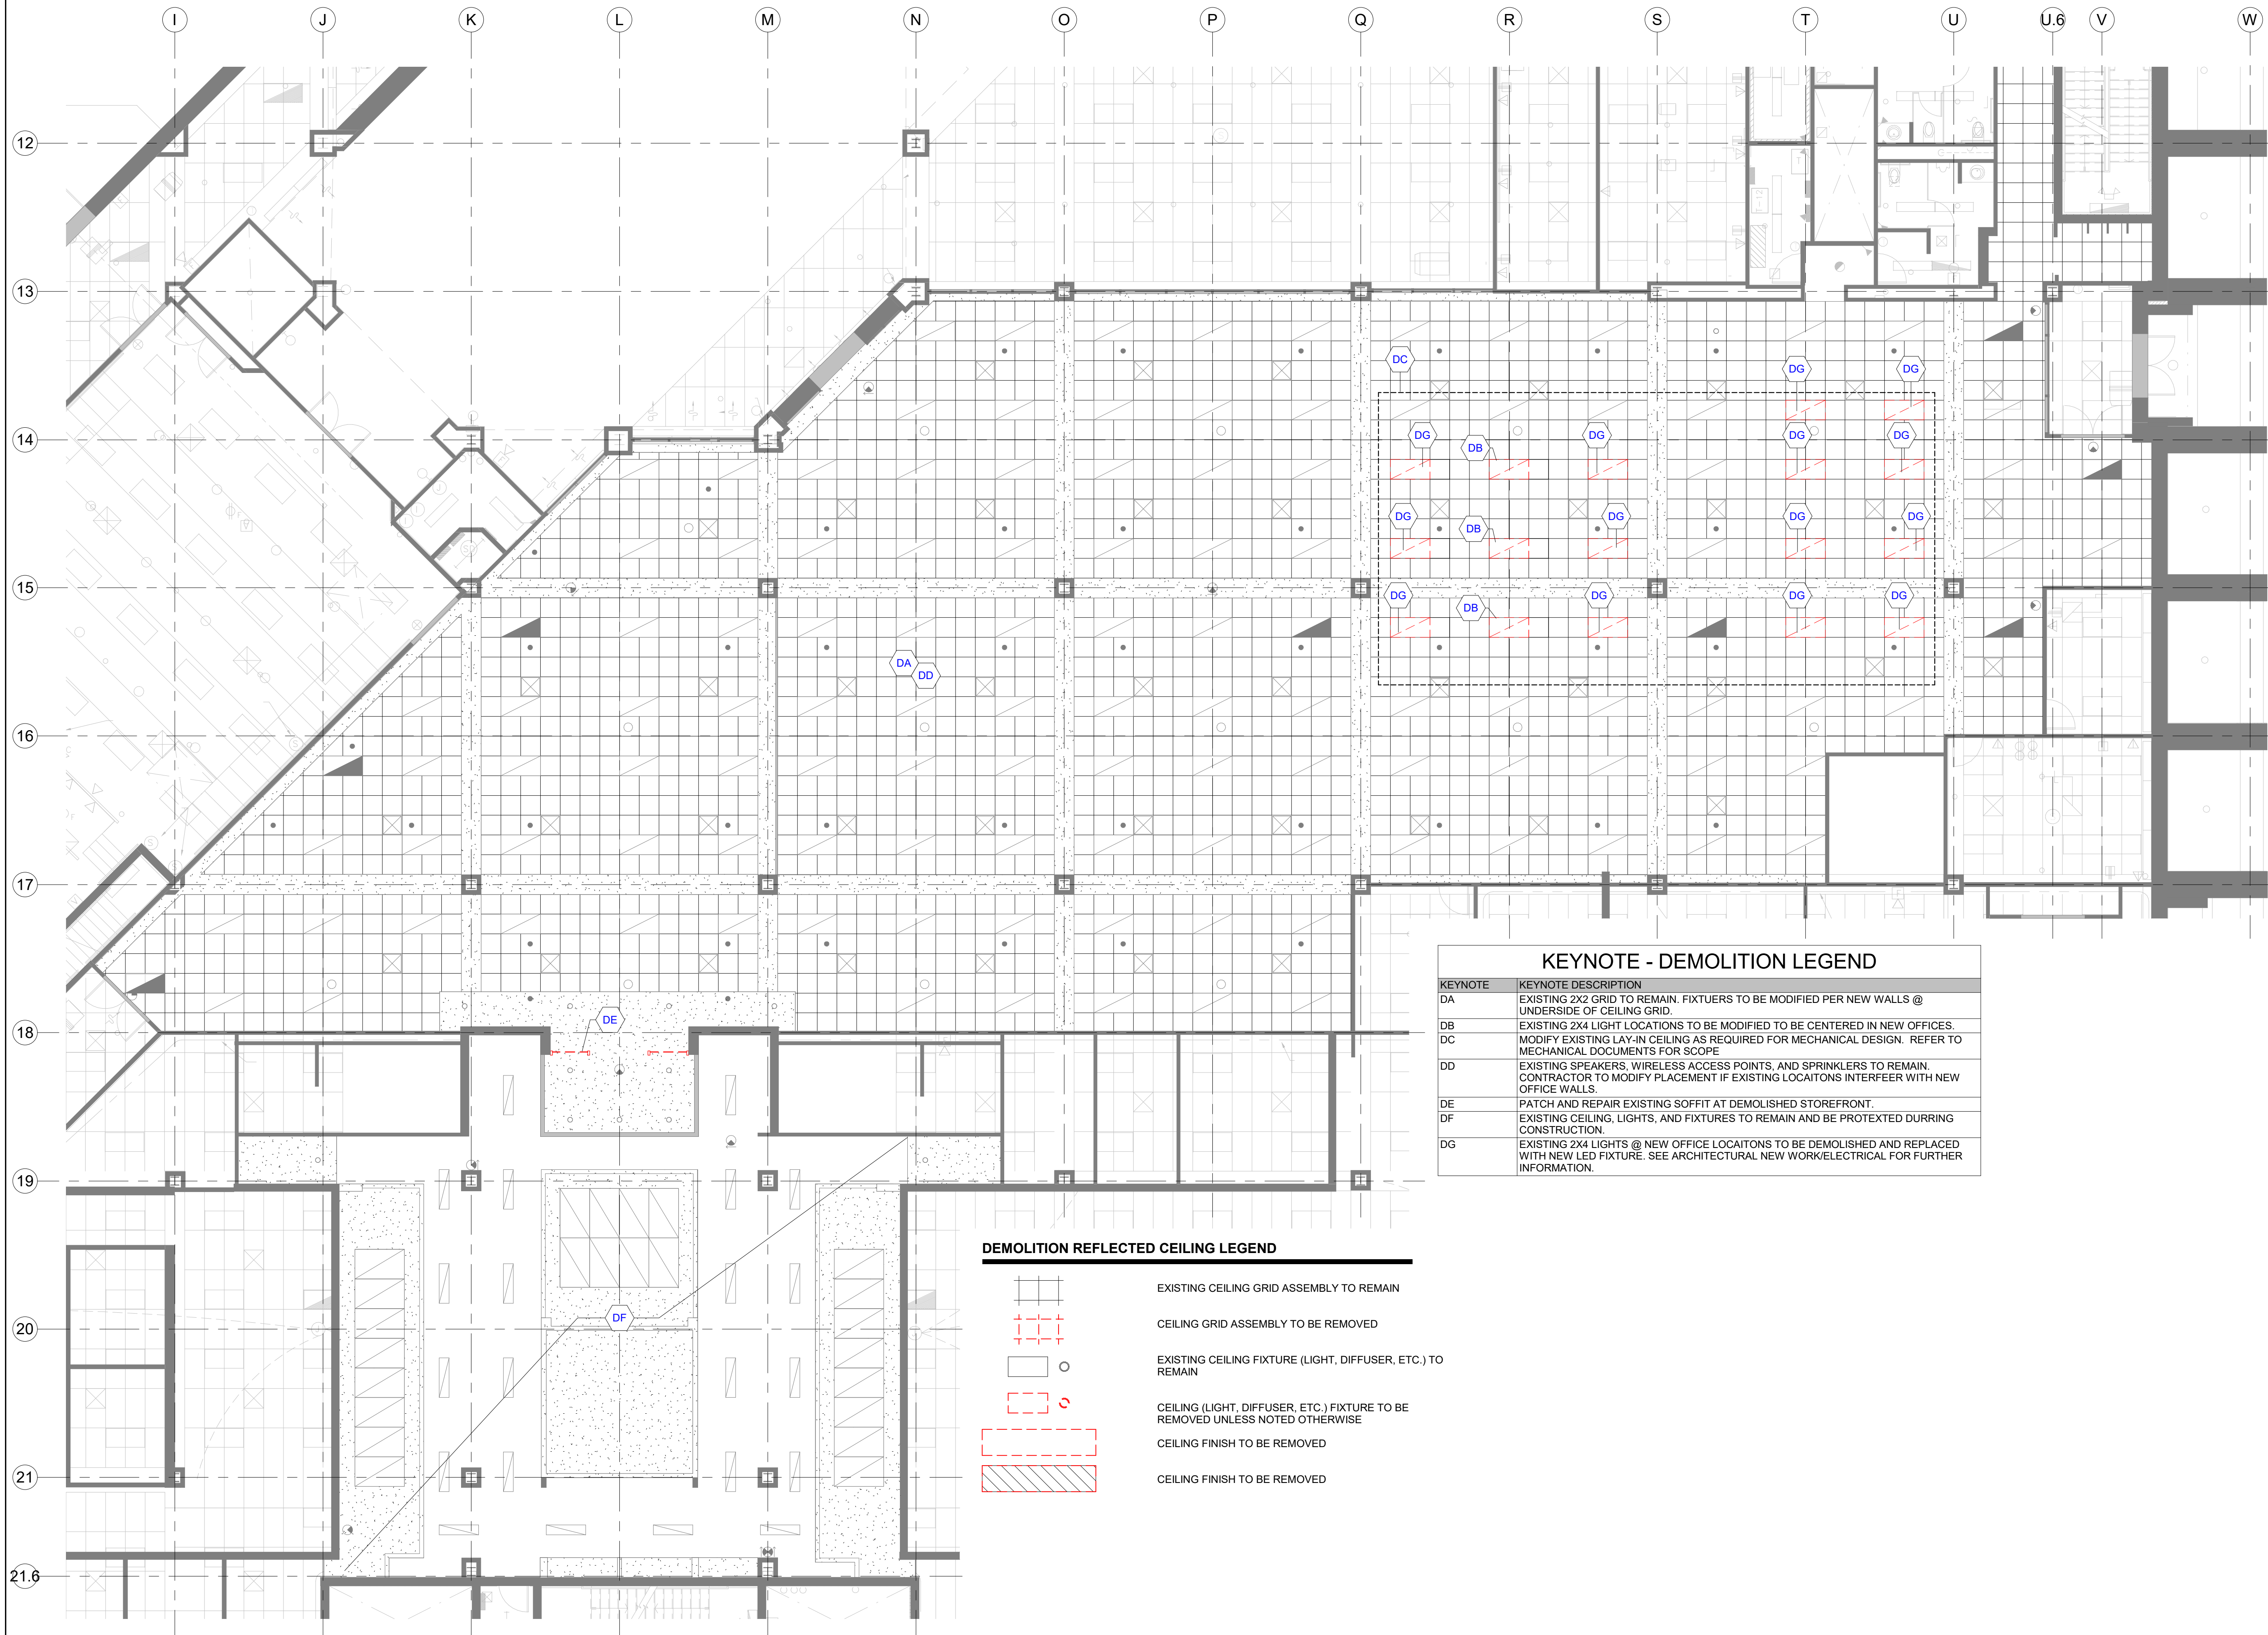 I J K L M N O P Q R S T U U.6 V W
12
13
DC
DG DG
14
DG DB DG DG DG
DG DB DG DG DG
15
DG DB DG DG DG
DA
DD
16
17
KEYNOTE - DEMOLITION LEGEND
KEYNOTE KEYNOTE DESCRIPTION
DA EXISTING 2X2 GRID TO REMAIN. FIXTUERS TO BE MODIFIED PER NEW WALLS @
UNDERSIDE OF CEILING GRID.
DB EXISTING 2X4 LIGHT LOCATIONS TO BE MODIFIED TO BE CENTERED IN NEW OFFICES.
DC MODIFY EXISTING LAY-IN CEILING AS REQUIRED FOR MECHANICAL DESIGN. REFER TO
MECHANICAL DOCUMENTS FOR SCOPE
DD EXISTING SPEAKERS, WIRELESS ACCESS POINTS, AND SPRINKLERS TO REMAIN.
CONTRACTOR TO MODIFY PLACEMENT IF EXISTING LOCAITONS INTERFEER WITH NEW
OFFICE WALLS.
DE PATCH AND REPAIR EXISTING SOFFIT AT DEMOLISHED STOREFRONT.
DF EXISTING CEILING, LIGHTS, AND FIXTURES TO REMAIN AND BE PROTEXTED DURRING
CONSTRUCTION.
DG EXISTING 2X4 LIGHTS @ NEW OFFICE LOCAITONS TO BE DEMOLISHED AND REPLACED
WITH NEW LED FIXTURE. SEE ARCHITECTURAL NEW WORK/ELECTRICAL FOR FURTHER
INFORMATION.
DE
18
19
DEMOLITION REFLECTED CEILING LEGEND
EXISTING CEILING GRID ASSEMBLY TO REMAIN
CEILING GRID ASSEMBLY TO BE REMOVED
EXISTING CEILING FIXTURE (LIGHT, DIFFUSER, ETC.) TO
REMAIN
CEILING (LIGHT, DIFFUSER, ETC.) FIXTURE TO BE
REMOVED UNLESS NOTED OTHERWISE
CEILING FINISH TO BE REMOVED
CEILING FINISH TO BE REMOVED
20
DF
21
21.6